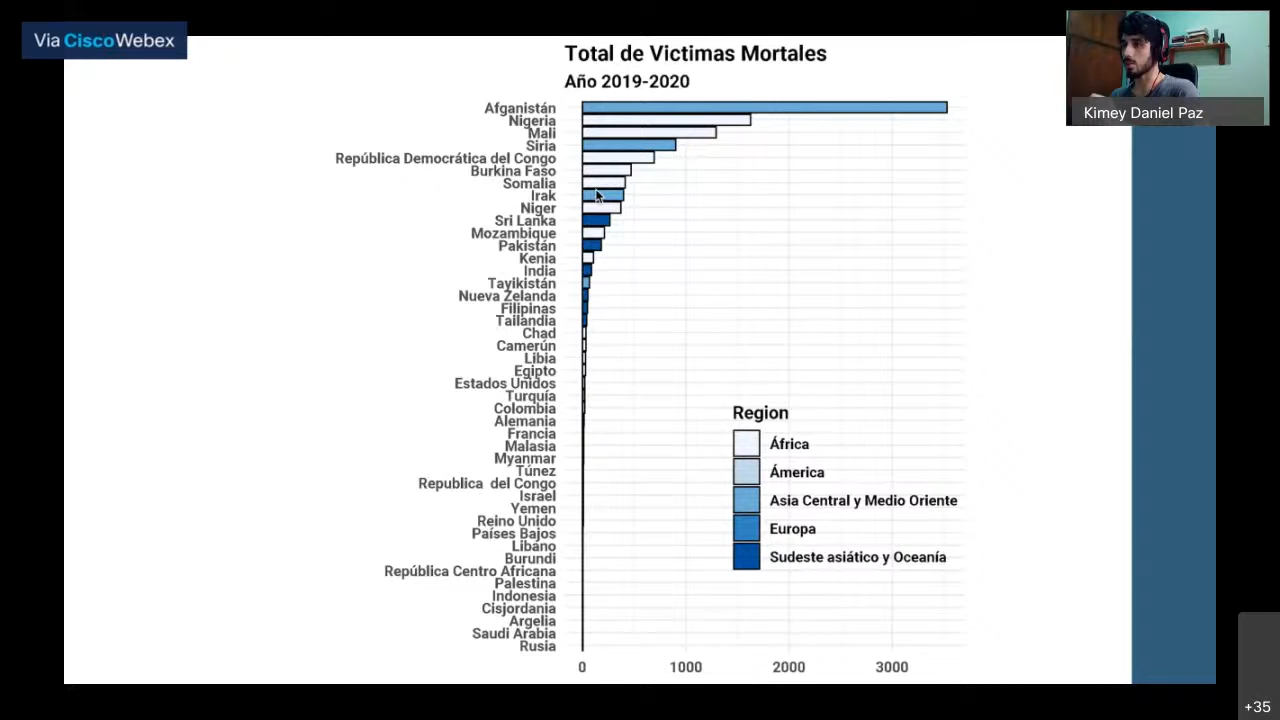 Via Cisco Webex
Total de Victimas Mortales
Año 2019-2020
Kimey Daniel Paz
Afganistán
Nigeria
Mali
Siria
República Democrática del Congo
Burkina Faso
Somalia
Irak
Niger
Sri Lanka
Mozambique
Pakistán
Kenia
India
Tayikistán
Nueva Zelanda
Filipinas
Tailandia
Chad
Camerún
Libia
Egipto
Estados Unidos
Turquía
Colombia
Alemania
Francia
Malasia
Myanmar
Túnez
Republica del Congo
Israel
Yemen
Reino Unido
Países Bajos
Líbano
Burundi
República Centro Africana
Palestina
Indonesia
Cisjordania
Argelia
Saudi Arabia
Rusia
0 1000 2000 3000
Region
África
Ámerica
Asia Central y Medio Oriente
Europa
Sudeste asiático y Oceanía
+35